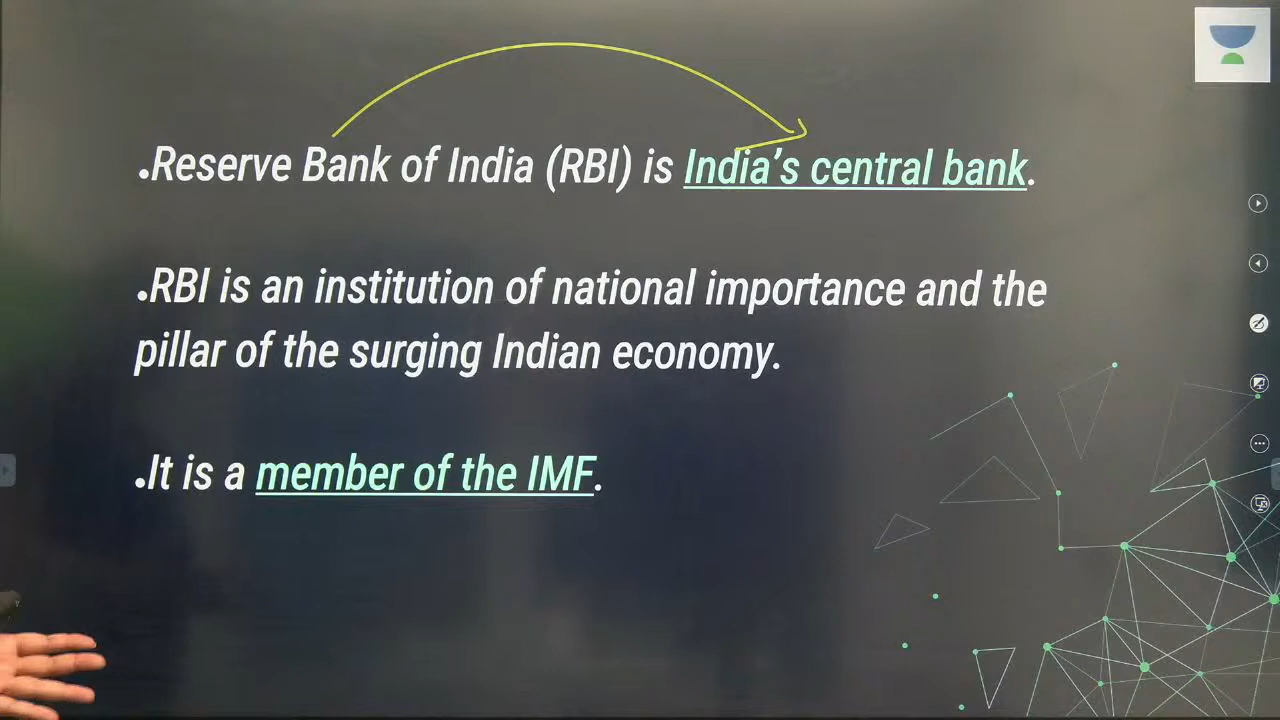 •Reserve Bank of India (RBI) is India's central bank.
•RBI is an institution of national importance and the
pillar of the surging Indian economy.
•It is a member of the IMF.